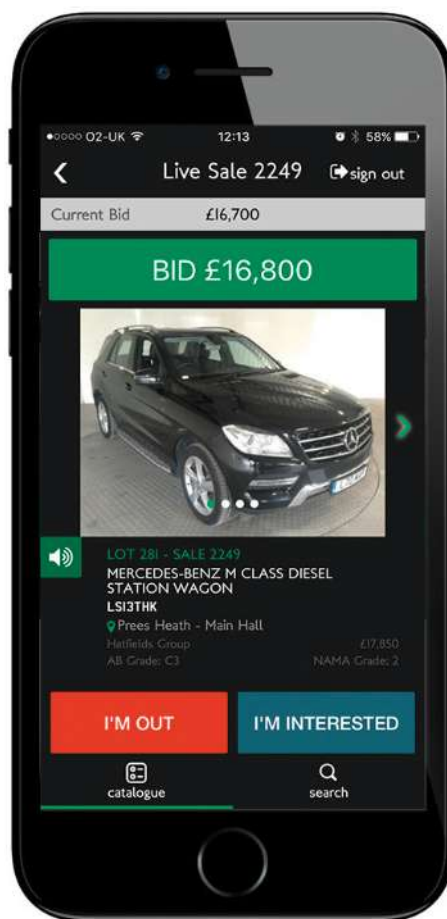 O2-UK 12:13 58%
Live Sale 2249 sign out
Current Bid £16,700
BID £16,800
LOT 281 - SALE 2249
MERCEDES-BENZ M CLASS DIESEL
STATION WAGON
LS13THK
Prees Heath - Main Hall
Hatfields Group £17,850
AB Grade: C3 NAMA Grade: 2
I'M OUT I'M INTERESTED
catalogue search